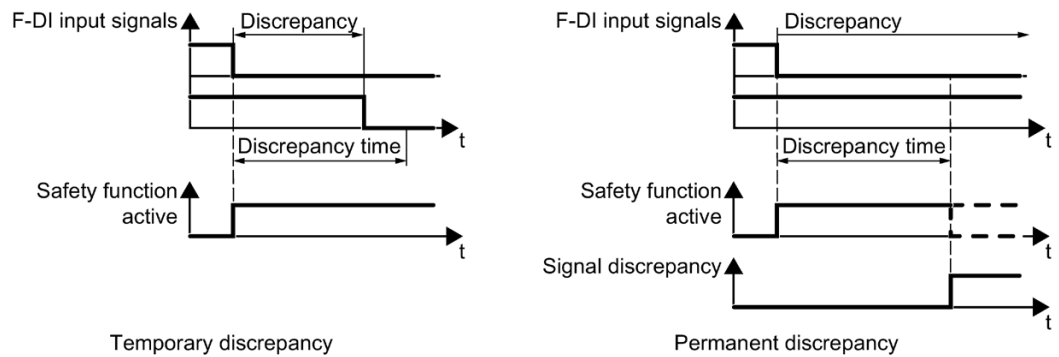 F-DI input signals
Discrepancy
t
Discrepancy time
Safety function
active
t
Temporary discrepancy
F-DI input signals
Discrepancy
t
Discrepancy time
Safety function
active
t
Signal discrepancy
t
Permanent discrepancy